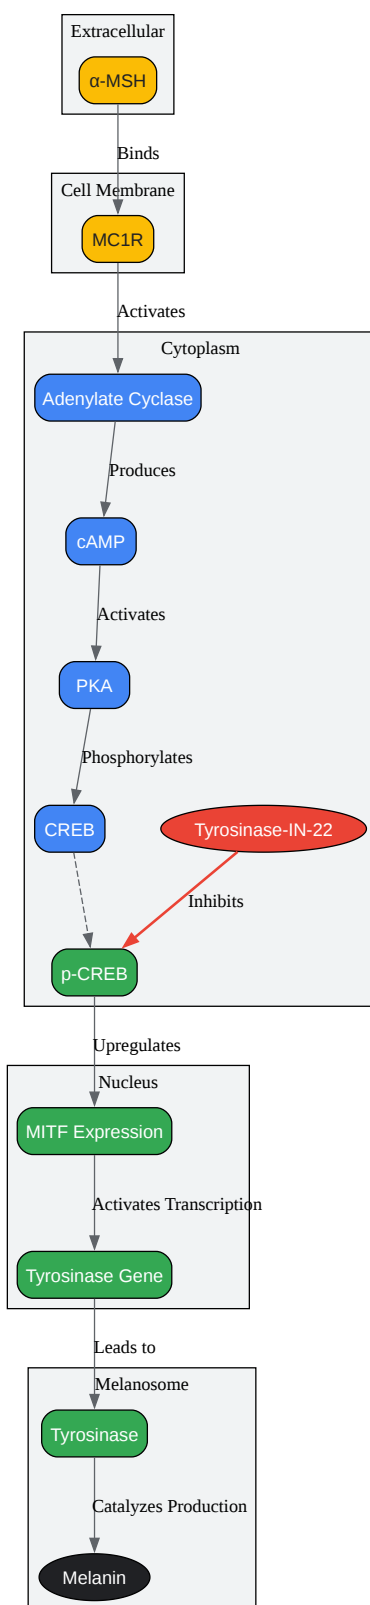 Extracellular
α-MSH
Binds
Cell Membrane
MC1R
Activates
Cytoplasm
Adenylate Cyclase
Produces
cAMP
Activates
PKA
Phosphorylates
CREB
Tyrosinase-IN-22
Inhibits
p-CREB
Upregulates
Nucleus
MITF Expression
Activates Transcription
Tyrosinase Gene
Leads to
Melanosome
Tyrosinase
Catalyzes Production
Melanin